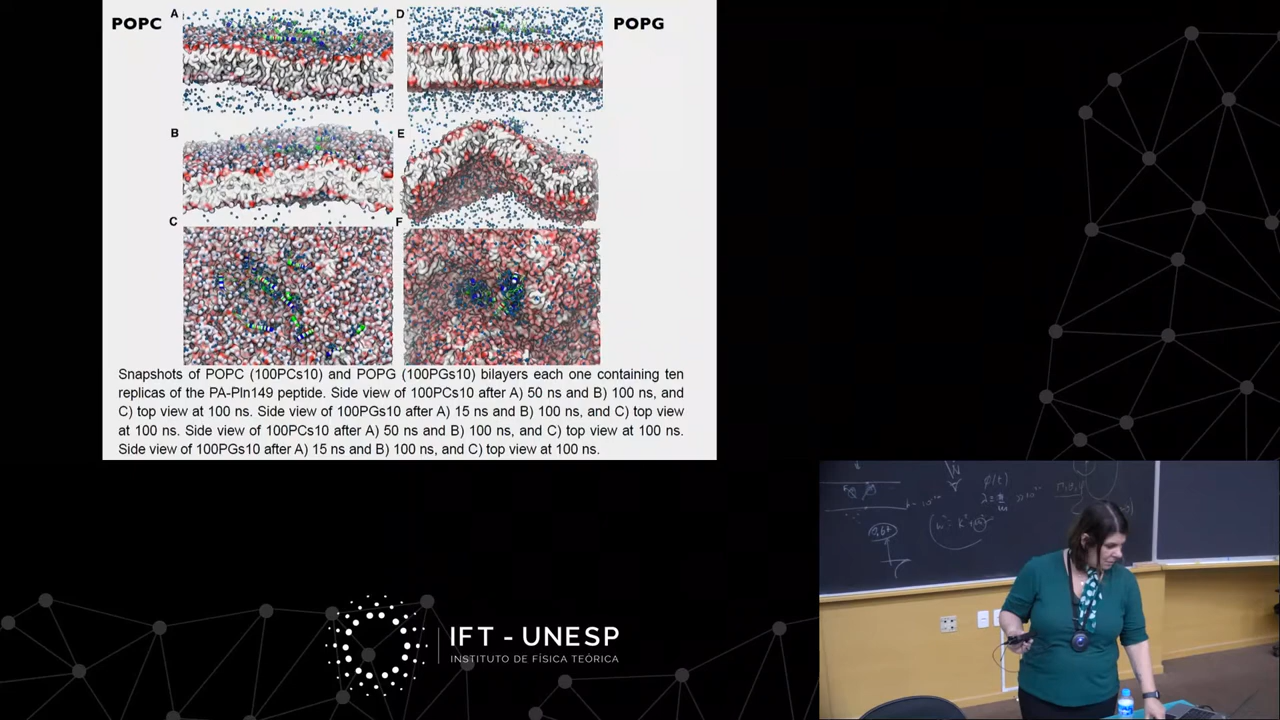 POPC
A
D
POPG
B
E
C
F
Snapshots of POPC (100PCs10) and POPG (100PGs10) bilayers each one containing ten
replicas of the PA-Pln149 peptide. Side view of 100PCs10 after A) 50 ns and B) 100 ns, and
C) top view at 100 ns. Side view of 100PGs10 after A) 15 ns and B) 100 ns, and C) top view
at 100 ns. Side view of 100PCs10 after A) 50 ns and B) 100 ns, and C) top view at 100 ns.
Side view of 100PGs10 after A) 15 ns and B) 100 ns, and C) top view at 100 ns.
IFT - UNESP
INSTITUTO DE FÍSICA TEÓRICA